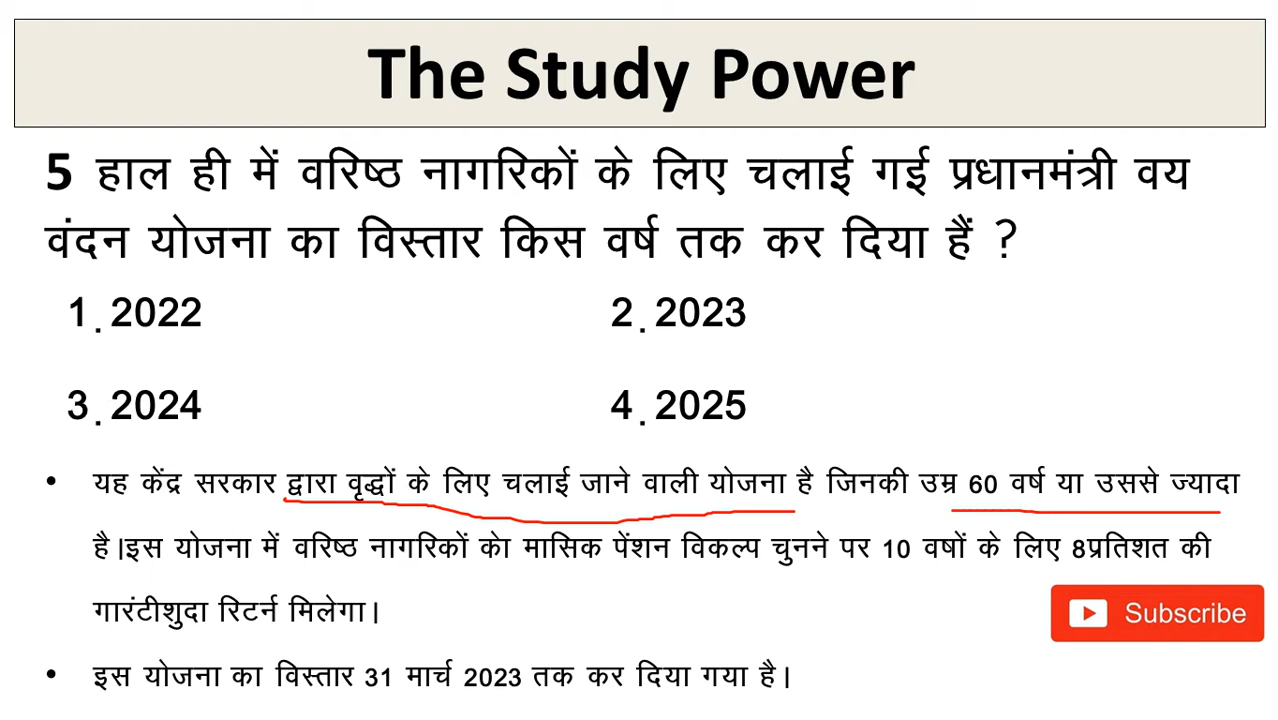 The Study Power
5 हाल ही में वरिष्ठ नागरिकों के लिए चलाई गई प्रधानमंत्री वय
वंदन योजना का विस्तार किस वर्ष तक कर दिया हैं ?
1. 2022 2. 2023
3. 2024 4. 2025
• यह केंद्र सरकार द्वारा वृद्धों के लिए चलाई जाने वाली योजना है जिनकी उम्र 60 वर्ष या उससे ज्यादा
है।इस योजना में वरिष्ठ नागरिकों केा मासिक पेंशन विकल्प चुनने पर 10 वषों के लिए 8प्रतिशत की
गारंटीशुदा रिटर्न मिलेगा।
Subscribe
• इस योजना का विस्तार 31 मार्च 2023 तक कर दिया गया है।